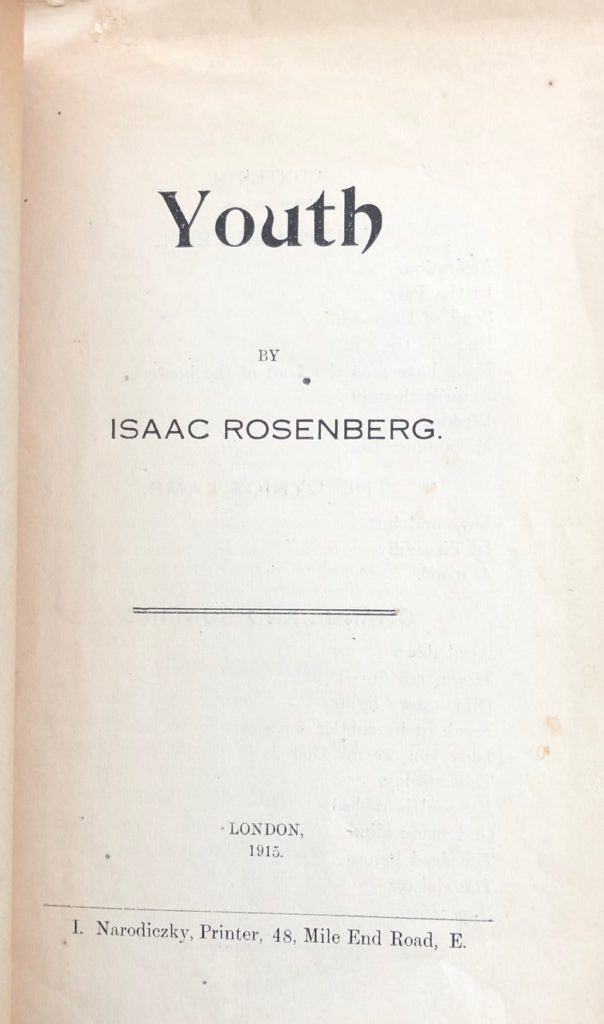 Youth
BY
ISAAC ROSENBERG.
LONDON,
1915.
I. Narodiczky, Printer, 48, Mile End Road, E.